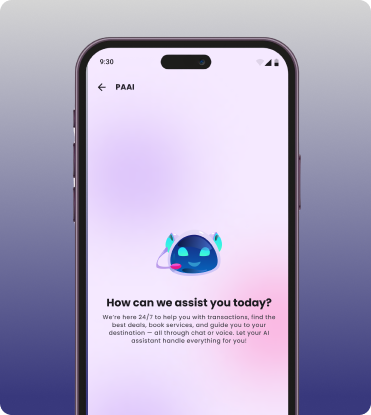 9:30
PAAI
How can we assist you today?
We're here 24/7 to help you with transactions, find the
best deals, book services, and guide you to your
destination — all through chat or voice. Let your AI
assistant handle everything for you!